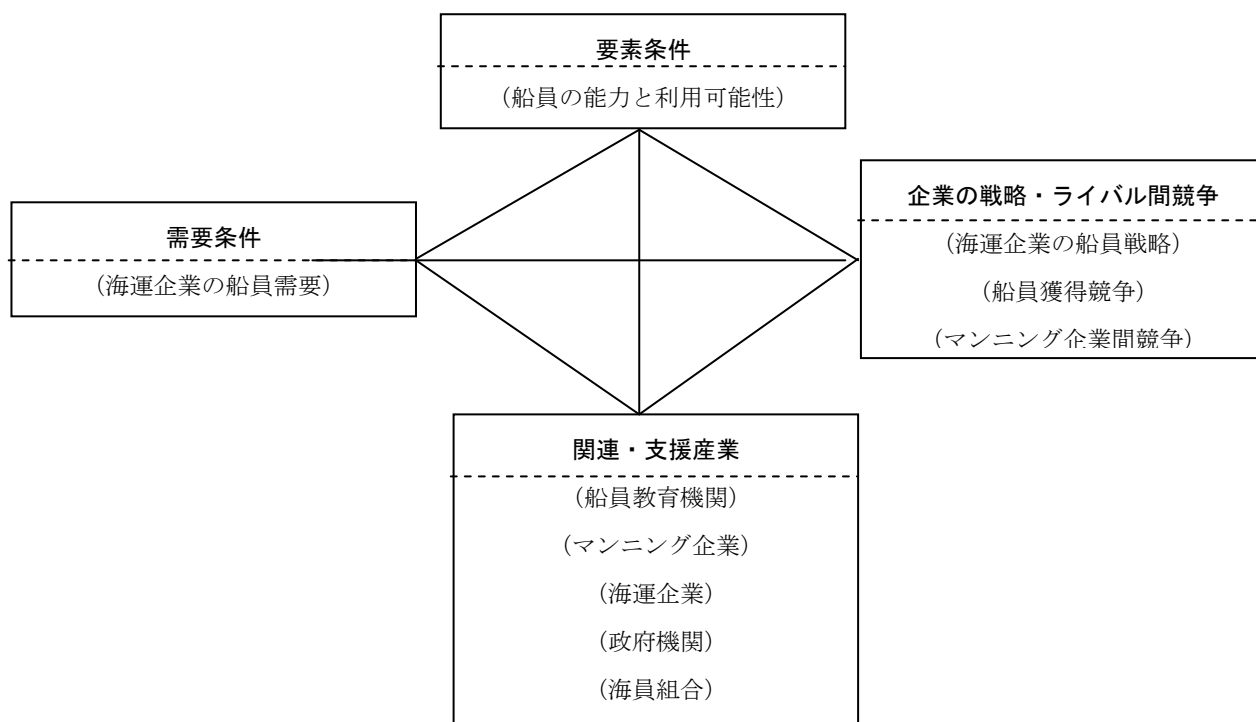 要素条件
（船員の能力と利用可能性）
企業の戦略・ライバル間競争
（海運企業の船員戦略）
（船員獲得競争）
（マンニング企業間競争）
需要条件
（海運企業の船員需要）
関連・支援産業
（船員教育機関）
（マンニング企業）
（海運企業）
（政府機関）
（海員組合）